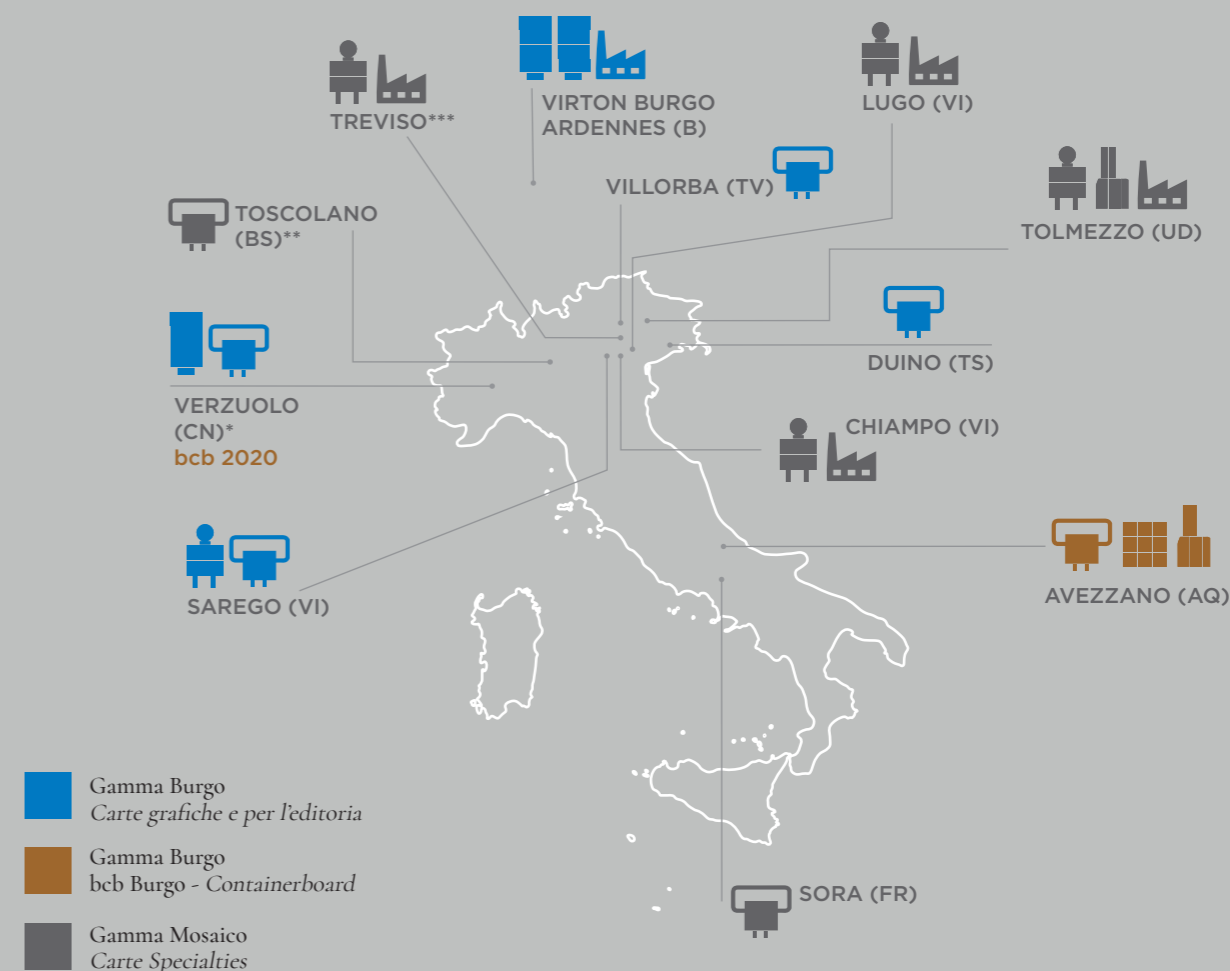 TREVISO***
VIRTON BURGO
ARDENNES (B)
LUGO (VI)
VILLORBA (TV)
TOSCOLANO
(BS)**
TOLMEZZO (UD)
DUINO (TS)
VERZUOLO
(CN)*
bcb 2020
CHIAMPO (VI)
SAREGO (VI)
AVEZZANO (AQ)
SORA (FR)
Gamma Burgo
Carte grafiche e per l'editoria
Gamma Burgo
bcb Burgo - Containerboard
Gamma Mosaico
Carte Specialties